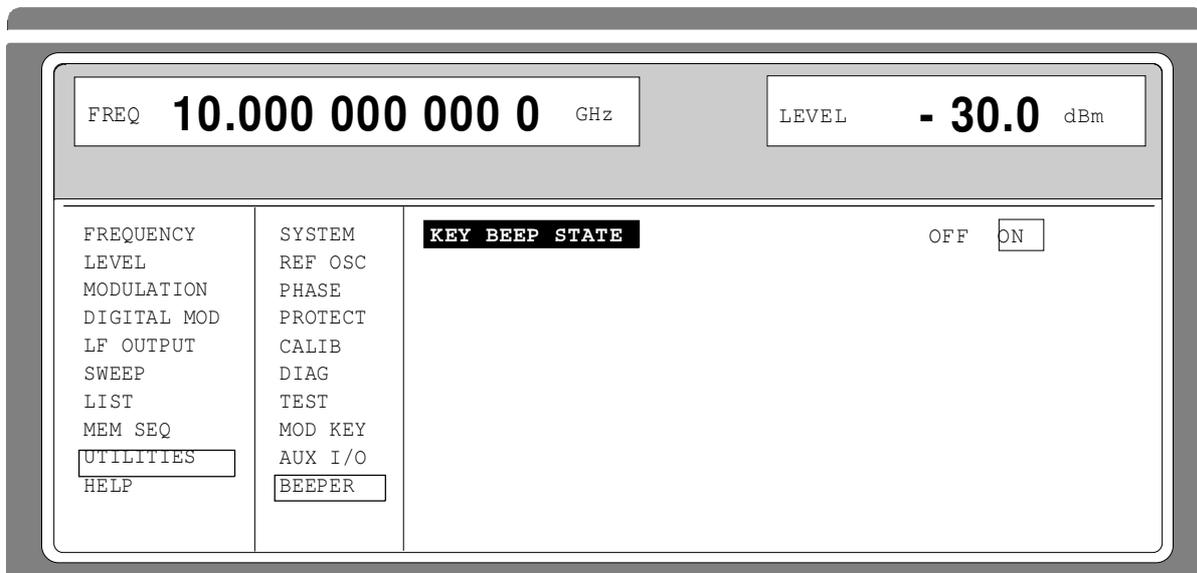 FREQ 10.000 000 000 0 GHz LEVEL - 30.0 dBm
FREQUENCY SYSTEM KEY BEEP STATE OFF ON
LEVEL REF OSC
MODULATION PHASE
DIGITAL MOD PROTECT
LF OUTPUT CALIB
SWEEP DIAG
LIST TEST
MEM SEQ MOD KEY
UTILITIES AUX I/O
HELP BEEPER